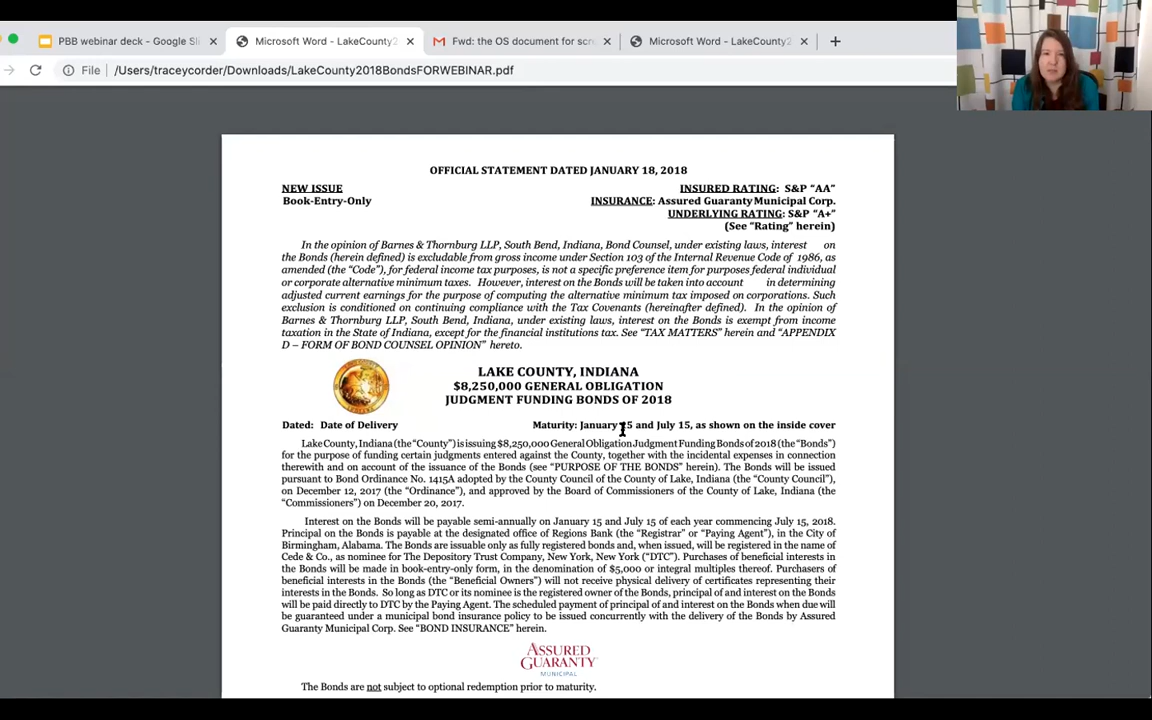 PBB webinar deck - Google Sli
Microsoft Word - LakeCounty2
Fwd: the OS document for scre
Microsoft Word - LakeCounty2
File /Users/traceycorder/Downloads/LakeCounty2018BondsFORWEBINAR.pdf
OFFICIAL STATEMENT DATED JANUARY 18, 2018
NEW ISSUE
Book-Entry-Only
INSURED RATING: S&P “AA”
INSURANCE: Assured Guaranty Municipal Corp.
UNDERLYING RATING: S&P “A+”
(See “Rating” herein)
In the opinion of Barnes & Thornburg LLP, South Bend, Indiana, Bond Counsel, under existing laws, interest on
the Bonds (herein defined) is excludable from gross income under Section 103 of the Internal Revenue Code of 1986, as
amended (the “Code”), for federal income tax purposes, is not a specific preference item for purposes federal individual
or corporate alternative minimum taxes. However, interest on the Bonds will be taken into account in determining
adjusted current earnings for the purpose of computing the alternative minimum tax imposed on corporations. Such
exclusion is conditioned on continuing compliance with the Tax Covenants (hereinafter defined). In the opinion of
Barnes & Thornburg LLP, South Bend, Indiana, under existing laws, interest on the Bonds is exempt from income
taxation in the State of Indiana, except for the financial institutions tax. See “TAX MATTERS” herein and “APPENDIX
D – FORM OF BOND COUNSEL OPINION” hereto.
LAKE COUNTY, INDIANA
$8,250,000 GENERAL OBLIGATION
JUDGMENT FUNDING BONDS OF 2018
Dated: Date of Delivery
Maturity: January 15 and July 15, as shown on the inside cover
Lake County, Indiana (the “County”) is issuing $8,250,000 General Obligation Judgment Funding Bonds of 2018 (the “Bonds”)
for the purpose of funding certain judgments entered against the County, together with the incidental expenses in connection
therewith and on account of the issuance of the Bonds (see “PURPOSE OF THE BONDS” herein). The Bonds will be issued
pursuant to Bond Ordinance No. 1415A adopted by the County Council of the County of Lake, Indiana (the “County Council”),
on December 12, 2017 (the “Ordinance”), and approved by the Board of Commissioners of the County of Lake, Indiana (the
“Commissioners”) on December 20, 2017.
Interest on the Bonds will be payable semi-annually on January 15 and July 15 of each year commencing July 15, 2018.
Principal on the Bonds is payable at the designated office of Regions Bank (the “Registrar” or “Paying Agent”), in the City of
Birmingham, Alabama. The Bonds are issuable only as fully registered bonds and, when issued, will be registered in the name of
Cede & Co., as nominee for The Depository Trust Company, New York, New York (“DTC”). Purchases of beneficial interests in
the Bonds will be made in book-entry-only form, in the denomination of $5,000 or integral multiples thereof. Purchasers of
beneficial interests in the Bonds (the “Beneficial Owners”) will not receive physical delivery of certificates representing their
interests in the Bonds. So long as DTC or its nominee is the registered owner of the Bonds, principal of and interest on the Bonds
will be paid directly to DTC by the Paying Agent. The scheduled payment of principal of and interest on the Bonds when due will
be guaranteed under a municipal bond insurance policy to be issued concurrently with the delivery of the Bonds by Assured
Guaranty Municipal Corp. See “BOND INSURANCE” herein.
ASSURED
GUARANTY
MUNICIPAL
The Bonds are not subject to optional redemption prior to maturity.